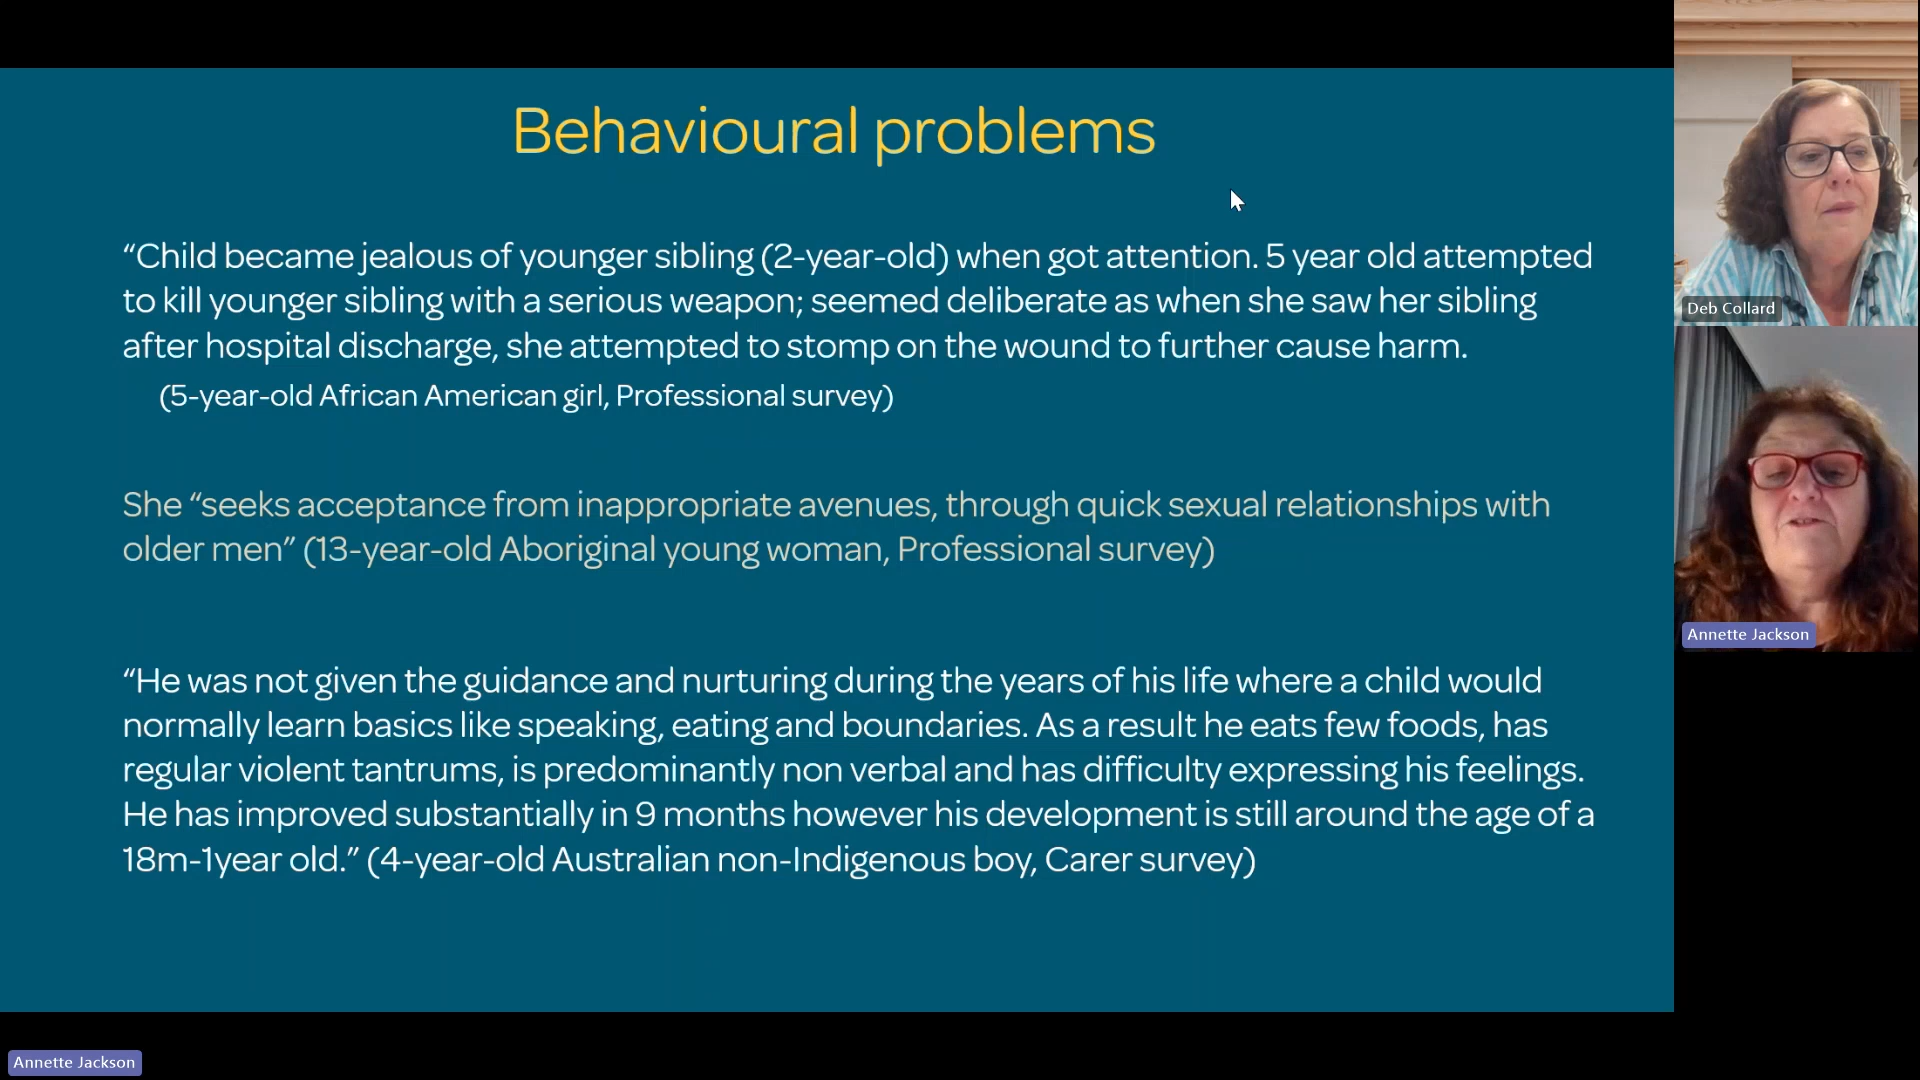 Behavioural problems
“Child became jealous of younger sibling (2-year-old) when got attention. 5 year old attempted
to kill younger sibling with a serious weapon; seemed deliberate as when she saw her sibling
after hospital discharge, she attempted to stomp on the wound to further cause harm.
(5-year-old African American girl, Professional survey)
She “seeks acceptance from inappropriate avenues, through quick sexual relationships with
older men” (13-year-old Aboriginal young woman, Professional survey)
“He was not given the guidance and nurturing during the years of his life where a child would
normally learn basics like speaking, eating and boundaries. As a result he eats few foods, has
regular violent tantrums, is predominantly non verbal and has difficulty expressing his feelings.
He has improved substantially in 9 months however his development is still around the age of a
18m-1year old.” (4-year-old Australian non-Indigenous boy, Carer survey)
Deb Collard
Annette Jackson
Annette Jackson